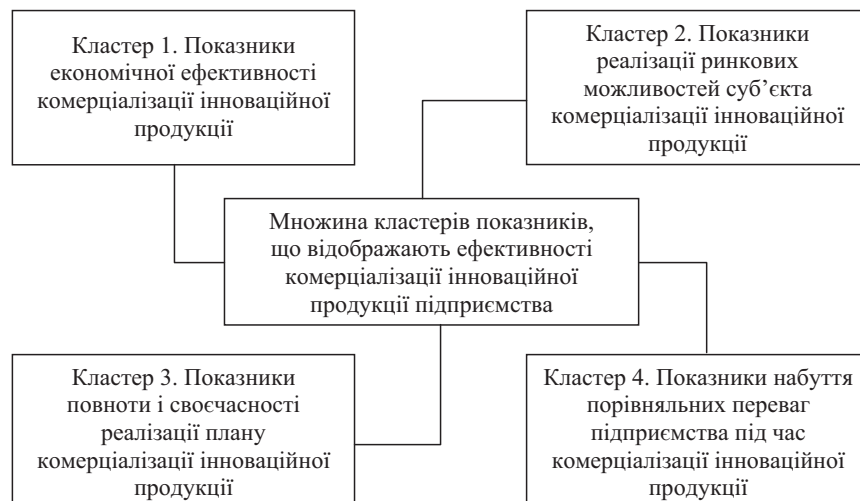 Кластер 1. Показники
економічної ефективності
комерціалізації інноваційної
продукції
Кластер 2. Показники
реалізації ринкових
можливостей суб’єкта
комерціалізації інноваційної
продукції
Множина кластерів показників,
що відображають ефективності
комерціалізації інноваційної
продукції підприємства
Кластер 3. Показники
повноти і своєчасності
реалізації плану
комерціалізації інноваційної
продукції
Кластер 4. Показники набуття
порівняльних переваг
підприємства під час
комерціалізації інноваційної
продукції